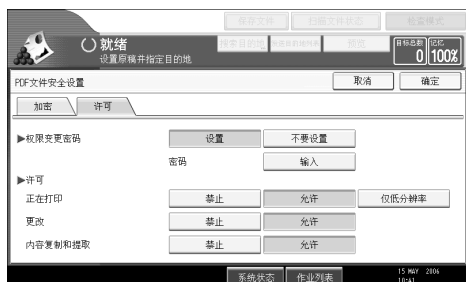 保存文件 扫描文件状态 检查模式
就绪 搜索目的地 预览 目标总数 记忆
设置原稿并指定目的地 0 100%
PDF文件安全设置 取消 确定
加密 许可
▶权限变更密码 设置 不要设置
密码 输入
▶许可
正在打印 禁止 允许 仅低分辨率
更改 禁止 允许
内容复制和提取 禁止 允许
系统状态 作业列表 15 MAY 2006
10:41